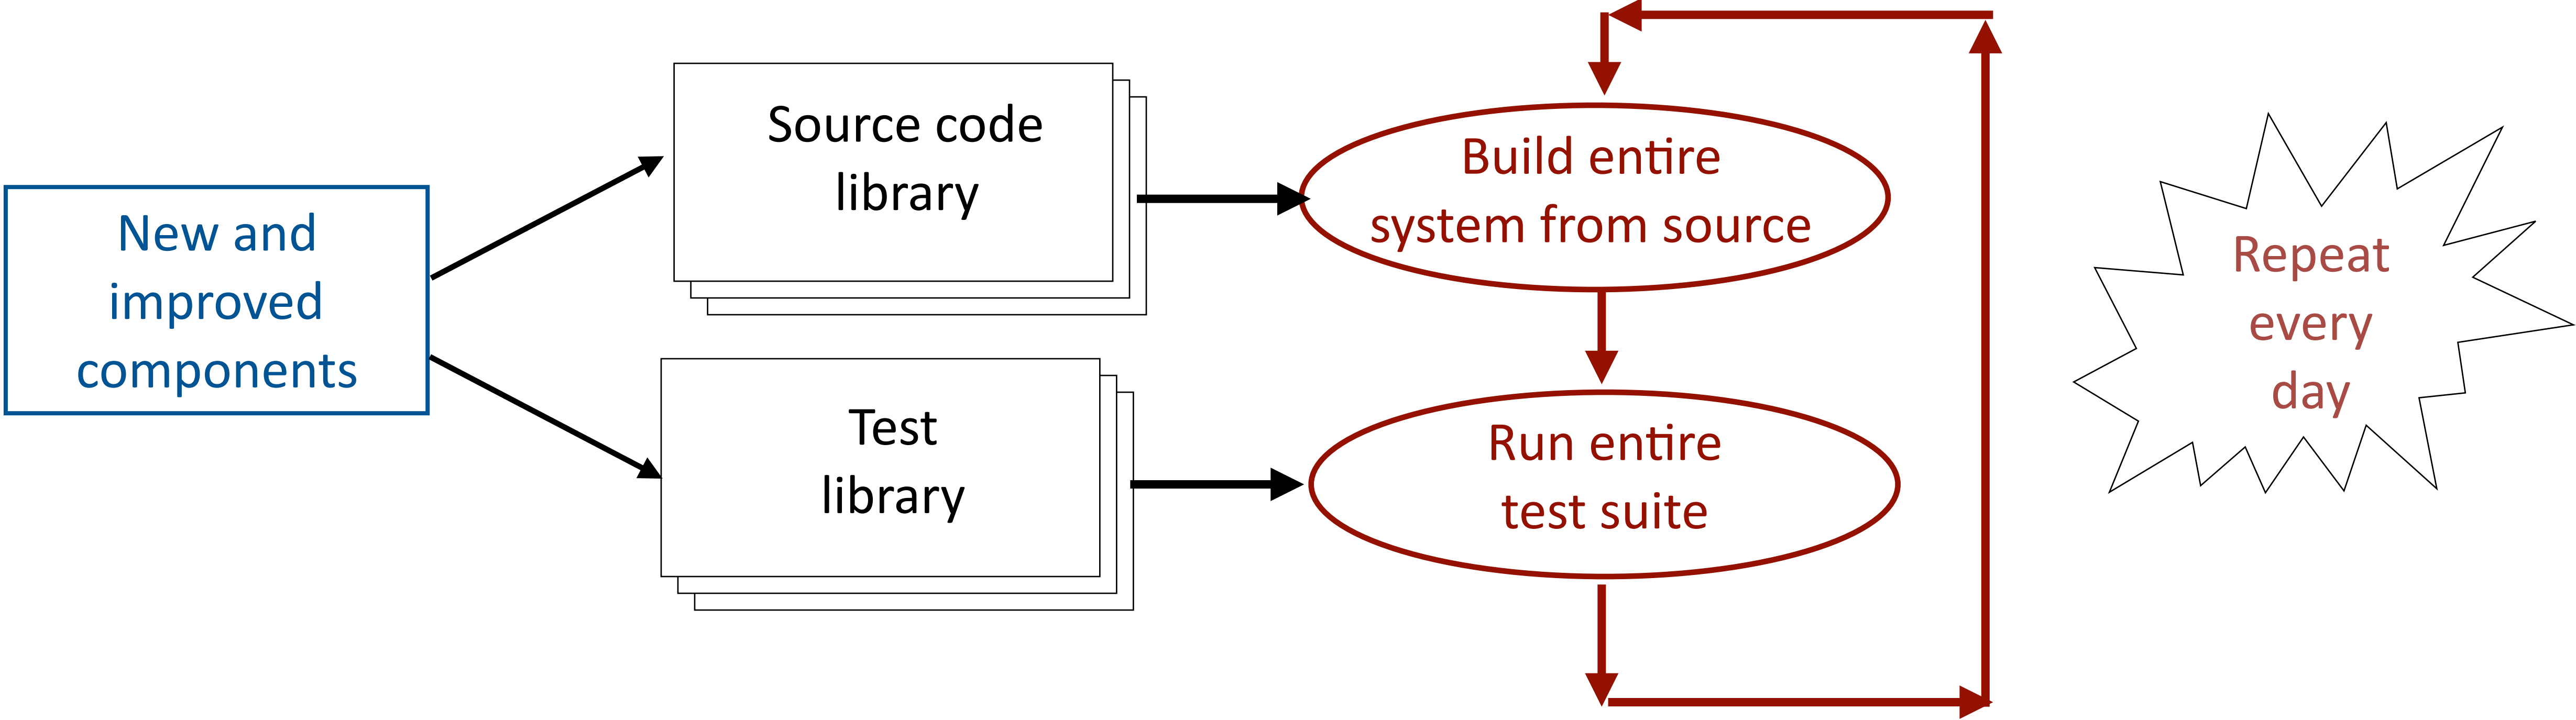 New and
improved
components
Source code
library
Test
library
Build entire
system from source
Run entire
test suite
Repeat
every
day